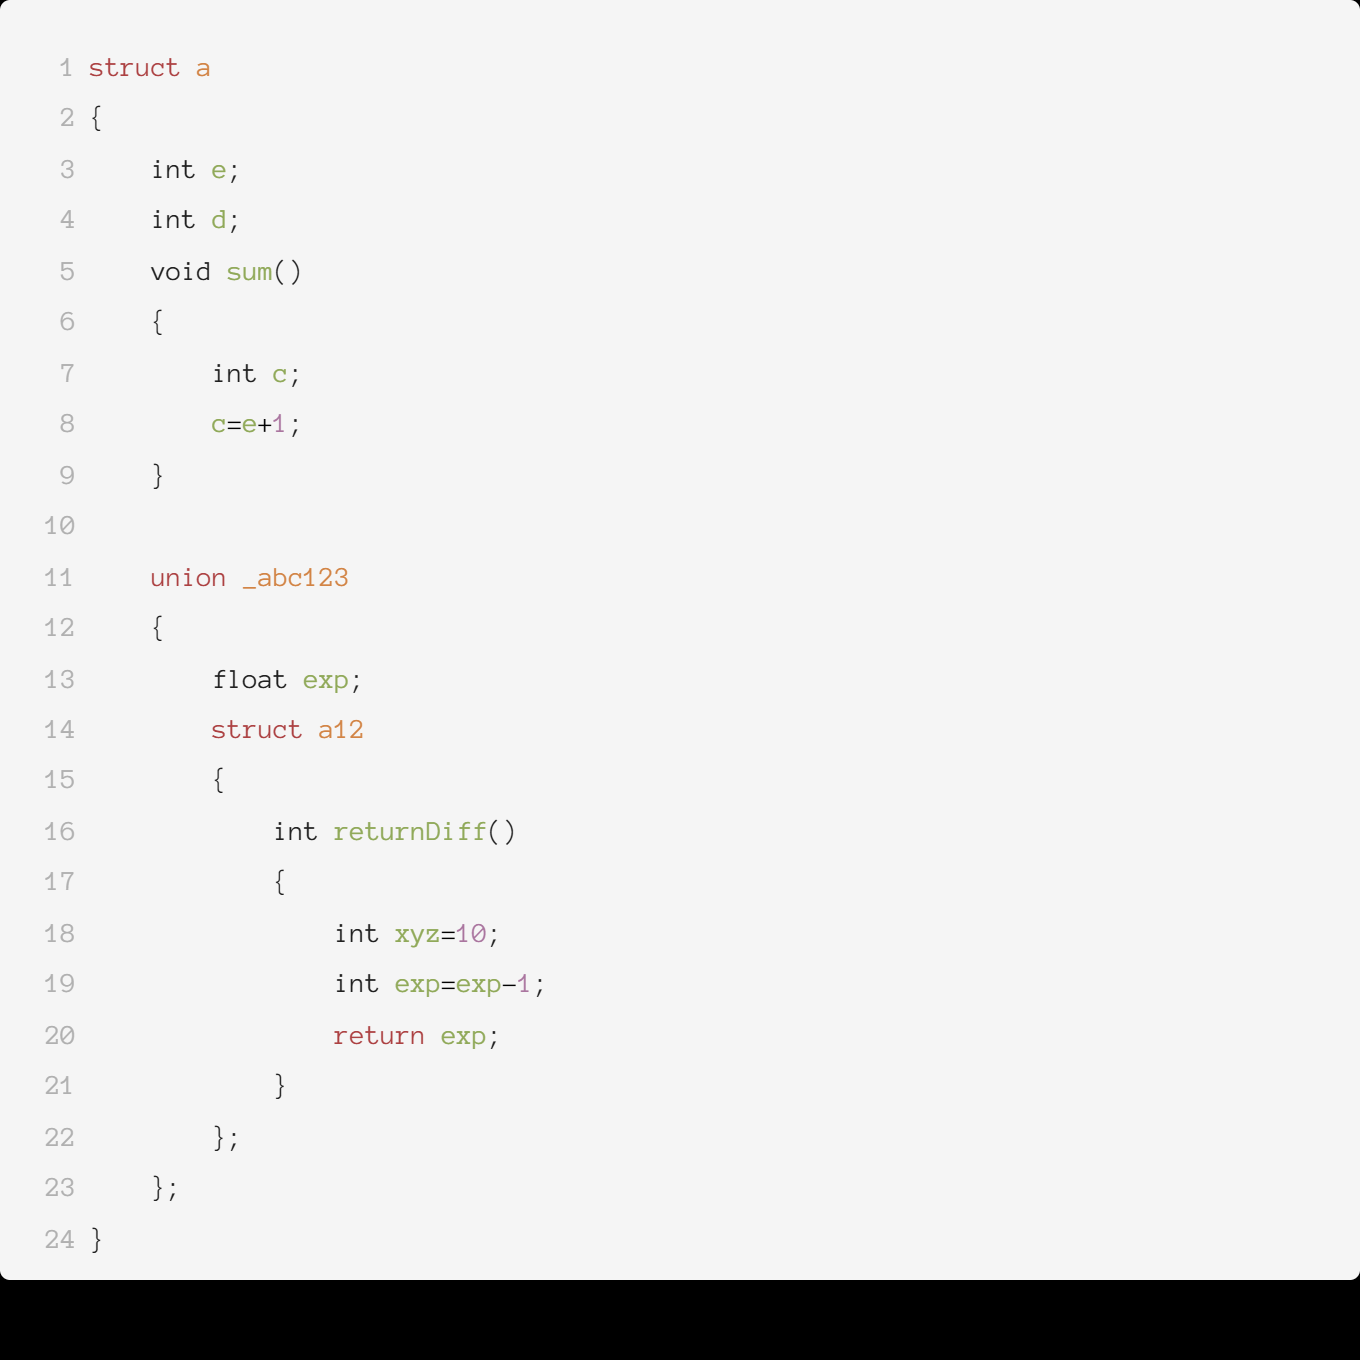 1 struct a
2 {
3     int e;
4     int d;
5     void sum()
6     {
7         int c;
8         c=e+1;
9     }
10
11     union _abc123
12     {
13         float exp;
14         struct a12
15         {
16             int returnDiff()
17             {
18                 int xyz=10;
19                 int exp=exp-1;
20                 return exp;
21             }
22         };
23     };
24 }